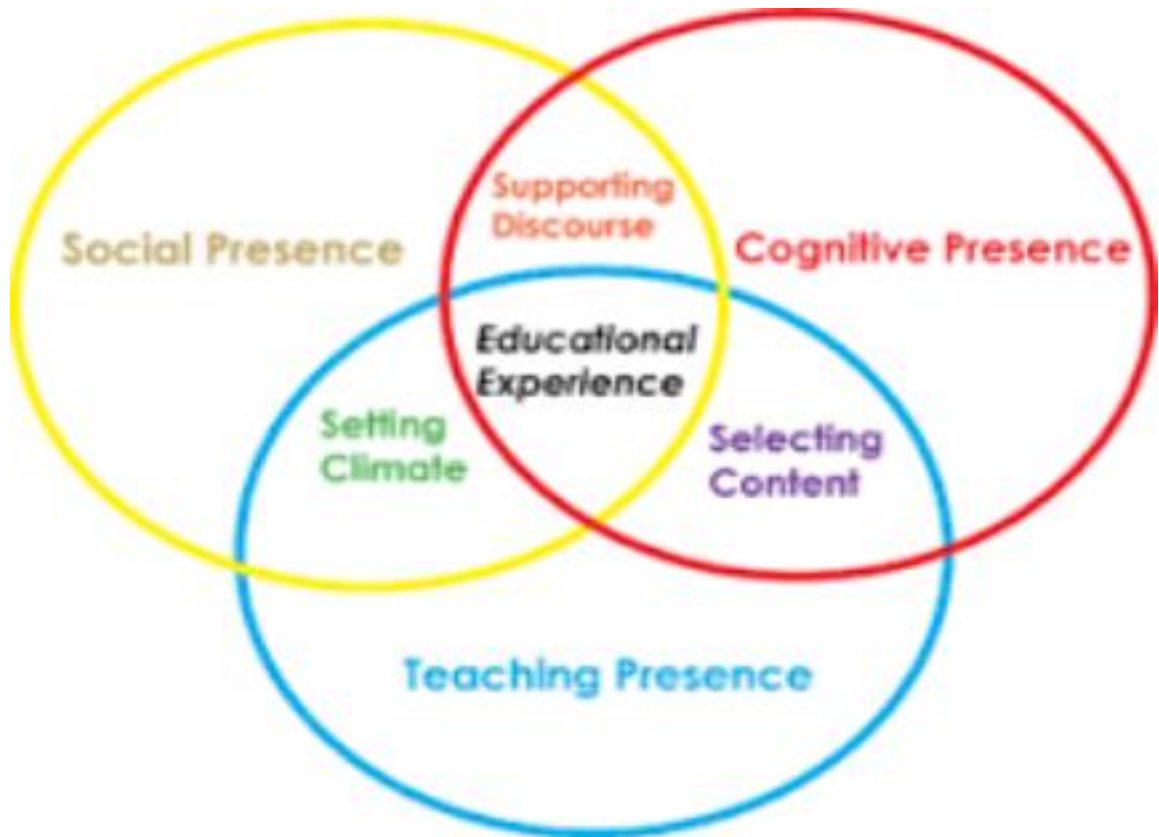 Supporting
Discourse
Social Presence
Cognitive Presence
Educational
Experience
Setting
Climate
Selecting
Content
Teaching Presence